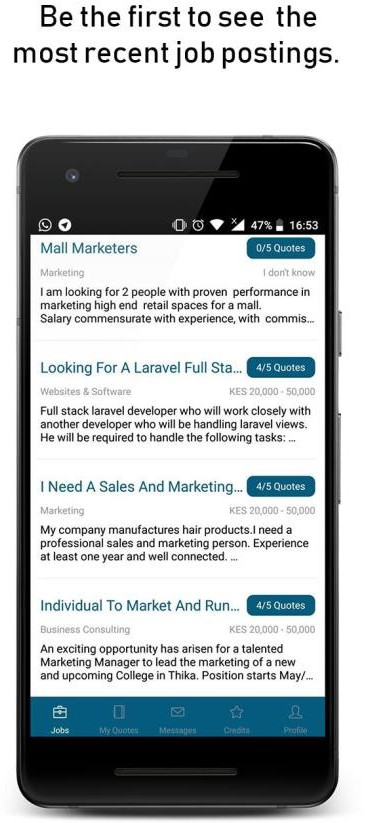 Be the first to see the
most recent job postings.
47% 16:53
Mall Marketers 0/5 Quotes
Marketing I don't know
I am looking for 2 people with proven performance in
marketing high end retail spaces for a mall.
Salary commensurate with experience, with commis...
Looking For A Laravel Full Sta... 4/5 Quotes
Websites & Software KES 20,000 - 50,000
Full stack laravel developer who will work closely with
another developer who will be handling laravel views.
He will be required to handle the following tasks: ...
I Need A Sales And Marketing... 4/5 Quotes
Marketing KES 20,000 - 50,000
My company manufactures hair products.I need a
professional sales and marketing person. Experience
at least one year and well connected. ...
Individual To Market And Run... 4/5 Quotes
Business Consulting KES 20,000 - 50,000
An exciting opportunity has arisen for a talented
Marketing Manager to lead the marketing of a new
and upcoming College in Thika. Position starts May/...
Jobs My Quotes Messages Credits Profile